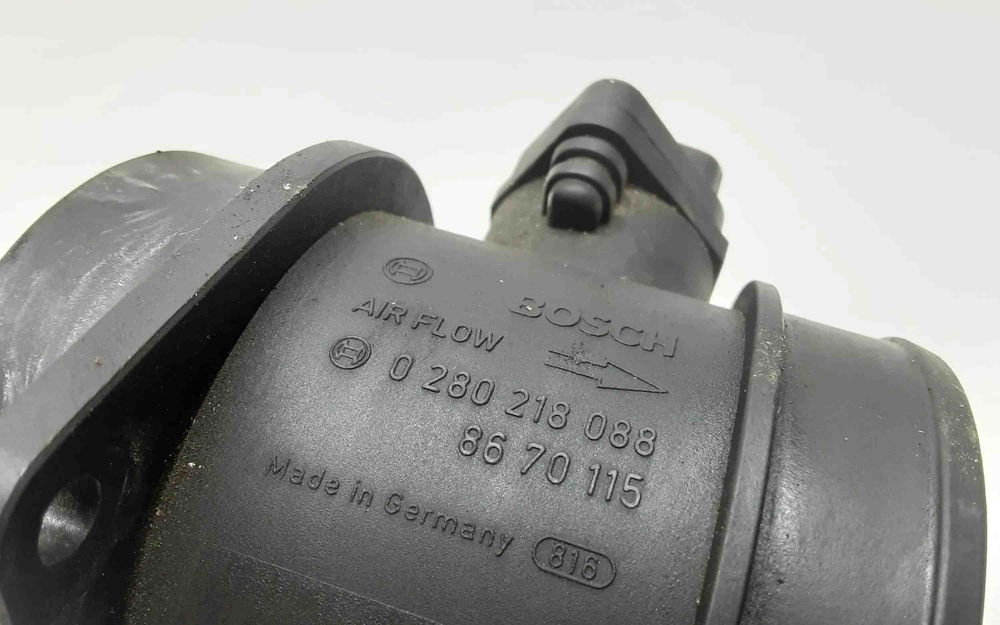 BOSCH
AIR FLOW
0 280 218 088
86 70 115
Made in Germany 816